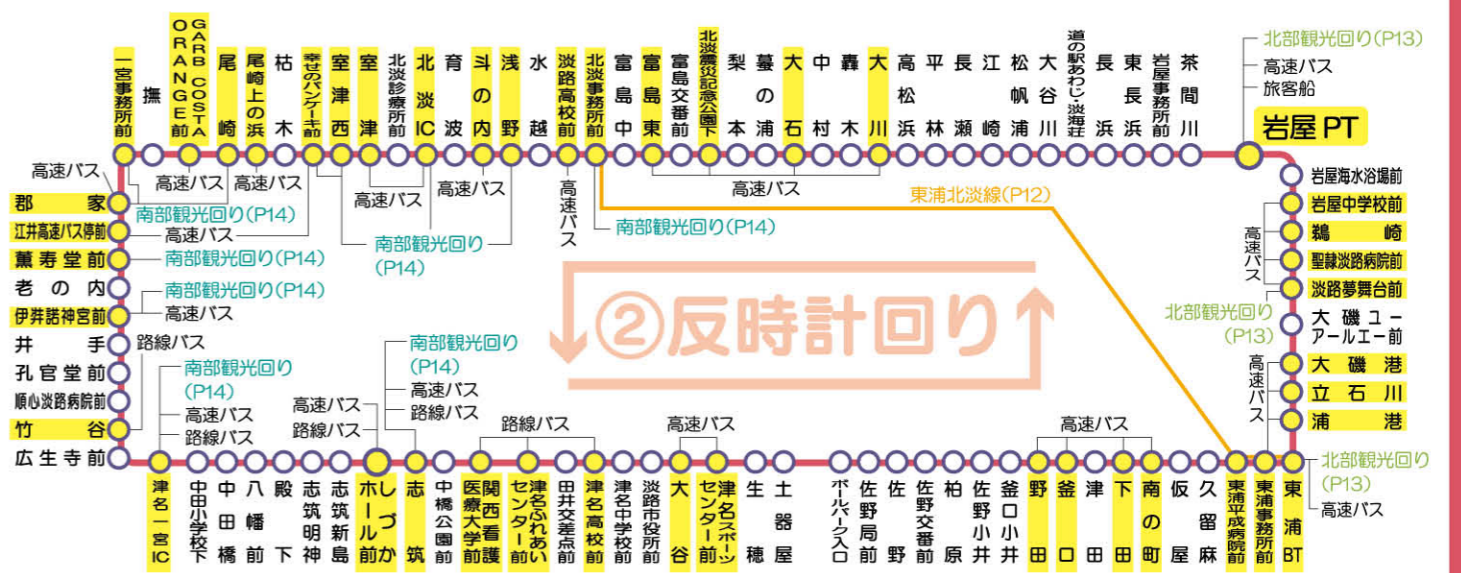 一宮事務所前
撫
GARB COSTA
ORANGE前
尾崎
尾崎上の浜
枯木
幸せのパンケーキ前
室津西
室津
北淡診療所前
北淡IC
育波
斗の内
浅野
水越
淡路高校前
北淡事務所前
富島中
富島東
富島交番前
北淡震災記念公園下
梨本
蟇の浦
大石
中村
轟木
大川
高松浜
平林
長瀬
江崎
松帆浦
大谷川
道の駅あわじ・淡海荘
長浜
東長浜
岩屋事務所前
茶間川
北部観光回り(P13)
高速バス
旅客船
岩屋 PT
高速バス
高速バス
高速バス
高速バス
高速バス
高速バス
高速バス
南部観光回り(P14)
南部観光回り
(P14)
南部観光回り(P14)
東浦北淡線(P12)
郡家
江井高速バス停前
高速バス
薫寿堂前
南部観光回り(P14)
老の内
伊弉諾神宮前
南部観光回り(P14)
高速バス
井手
路線バス
孔官堂前
順心淡路病院前
竹谷
広生寺前
②反時計回り
岩屋海水浴場前
岩屋中学校前
鵜崎
聖隷淡路病院前
淡路夢舞台前
高速バス
北部観光回り
(P13)
大磯ユー
アールエー前
大磯港
立石川
浦港
高速バス
北部観光回り
(P13)
高速バス
南部観光回り
(P14)
高速バス
路線バス
高速バス
路線バス
南部観光回り
(P14)
高速バス
路線バス
路線バス
高速バス
高速バス
津名一宮IC
中田小学校下
中田橋
八幡前
殿下
志筑明神
志筑新島
しづか
ホール前
志筑
中橋公園前
関西看護
医療大学前
津名ふれあい
センター前
田井交差点前
津名高校前
津名中学校前
淡路市役所前
大谷
津名スポーツ
センター前
生穂
土器屋
ボールパーク入口
佐野局前
佐野
佐野交番前
柏原
佐野小井
釜口小井
野田
釜口
津田
下田
南の町
仮屋
久留麻
東浦平成病院前
東浦事務所前
東浦BT